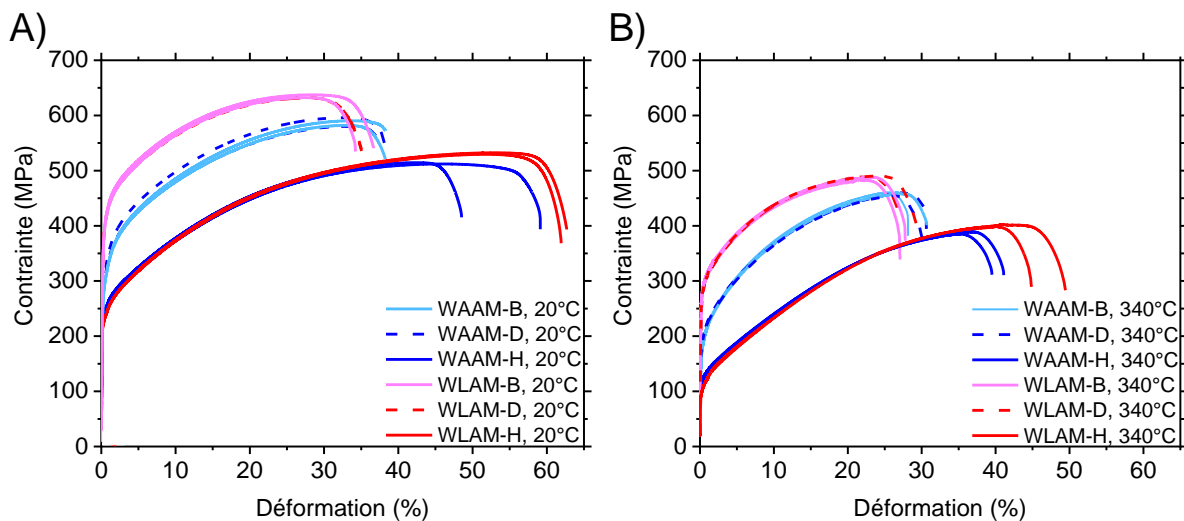 A)
700
600
500
400
300
200
100
0
Contrainte (MPa)
WAAM-B, 20°C
WAAM-D, 20°C
WAAM-H, 20°C
WLAM-B, 20°C
WLAM-D, 20°C
WLAM-H, 20°C
0 10 20 30 40 50 60
Déformation (%)
B)
700
600
500
400
300
200
100
0
Contrainte (MPa)
WAAM-B, 340°C
WAAM-D, 340°C
WAAM-H, 340°C
WLAM-B, 340°C
WLAM-D, 340°C
WLAM-H, 340°C
0 10 20 30 40 50 60
Déformation (%)